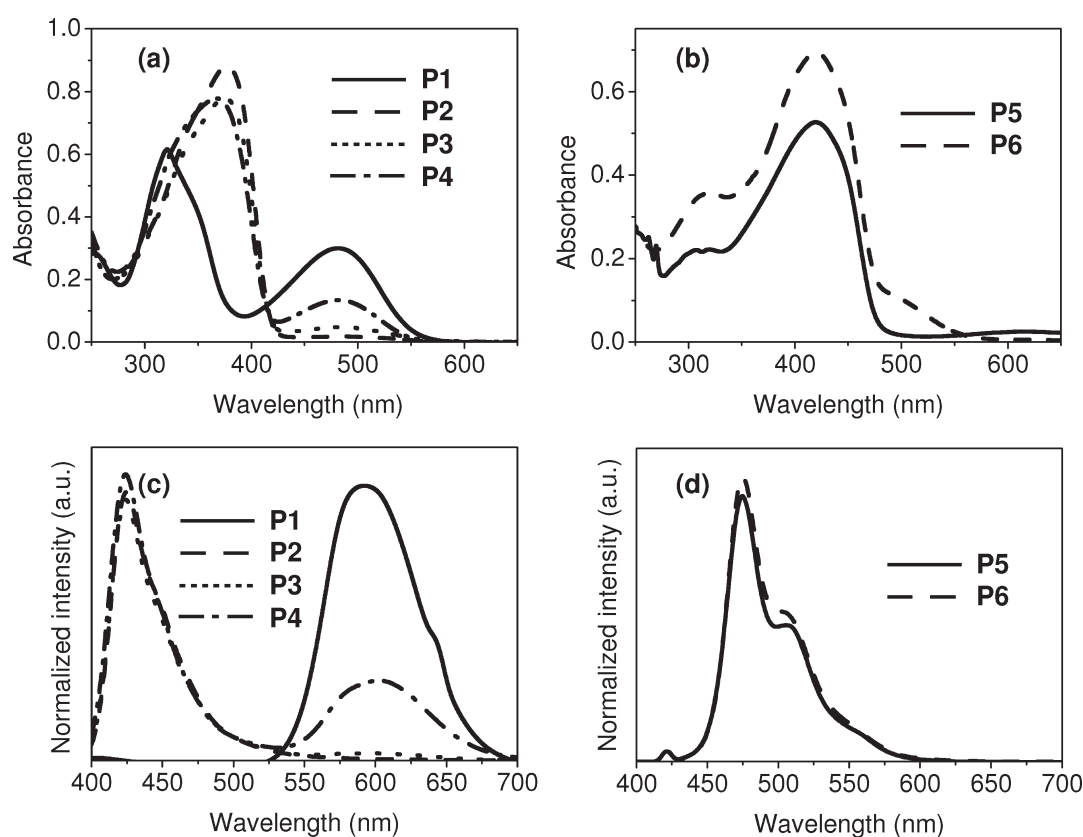 (a)
P1
P2
P3
P4
1.0
0.8
0.6
0.4
0.2
0.0
Absorbance
300 400 500 600
Wavelength (nm)
(b)
P5
P6
0.6
0.4
0.2
0.0
Absorbance
300 400 500 600
Wavelength (nm)
(c)
P1
P2
P3
P4
Normalized intensity (a.u.)
400 450 500 550 600 650 700
Wavelength (nm)
(d)
P5
P6
Normalized intensity (a.u.)
400 450 500 550 600 650 700
Wavelength (nm)